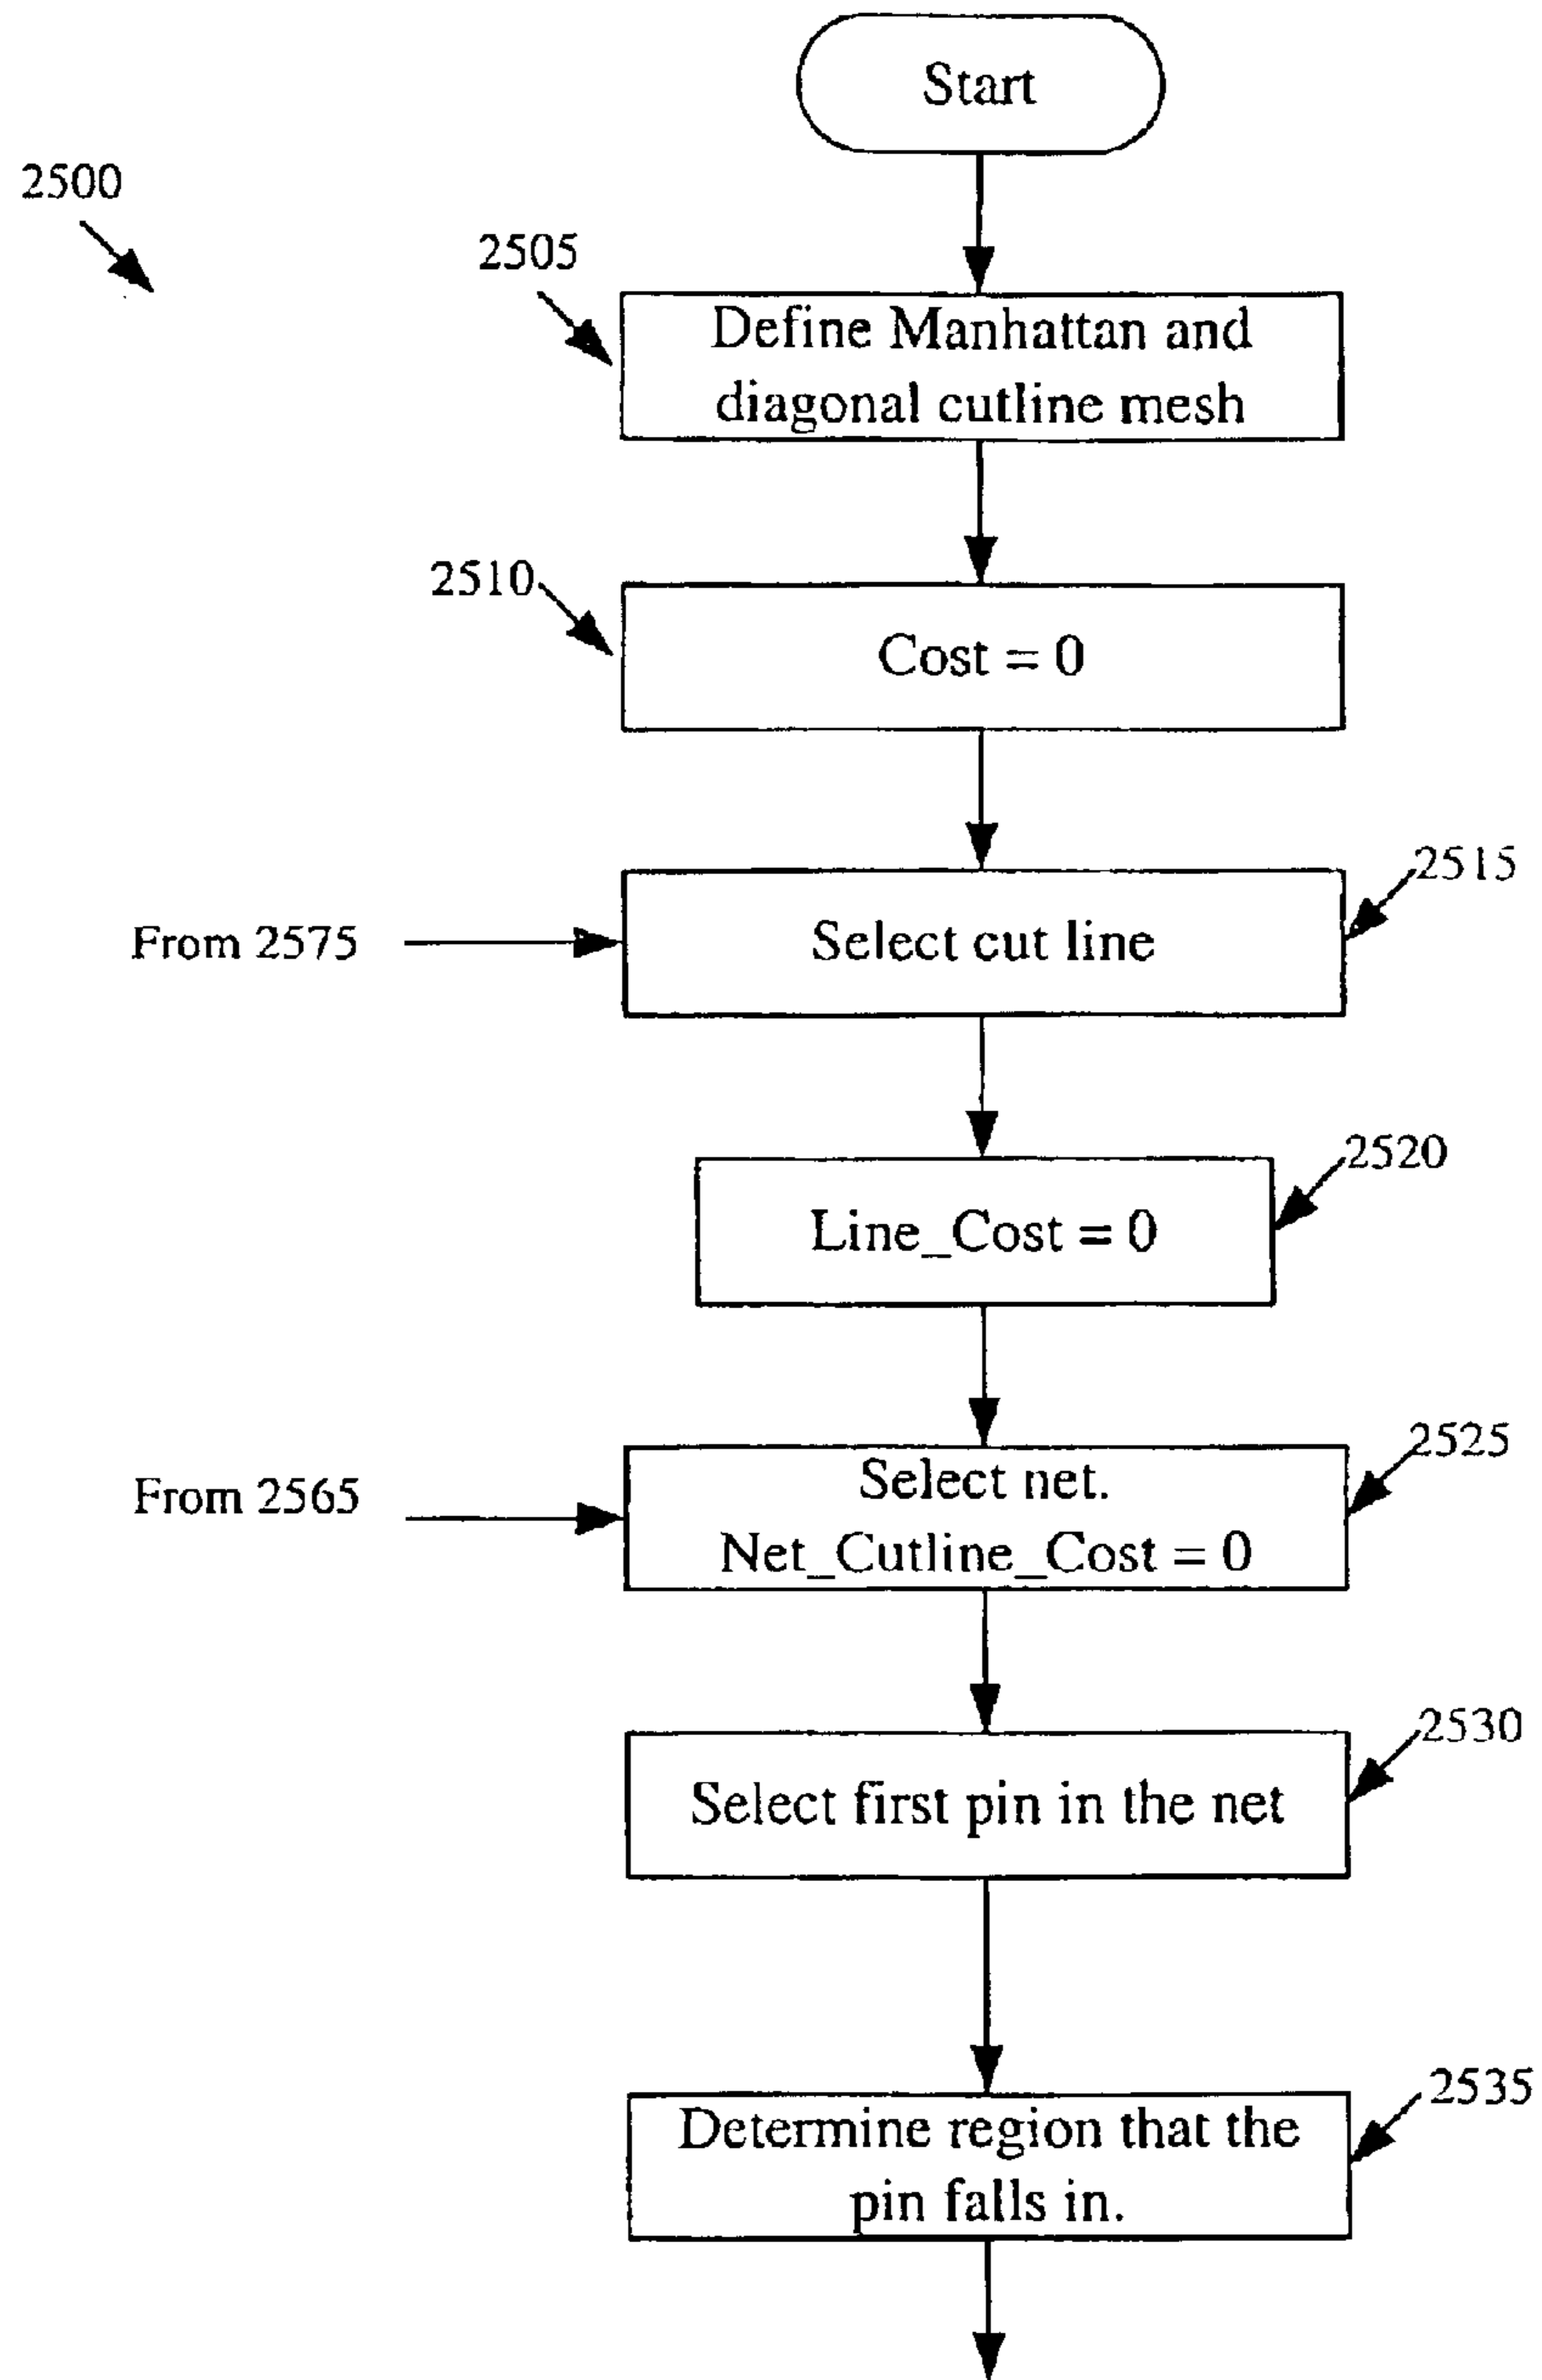 Start
2500
2505
Define Manhattan and
diagonal cutline mesh
2510
Cost = 0
2515
From 2575
Select cut line
2520
Line_Cost = 0
2525
From 2565
Select net.
Net_Cutline_Cost = 0
2530
Select first pin in the net
2535
Determine region that the
pin falls in.